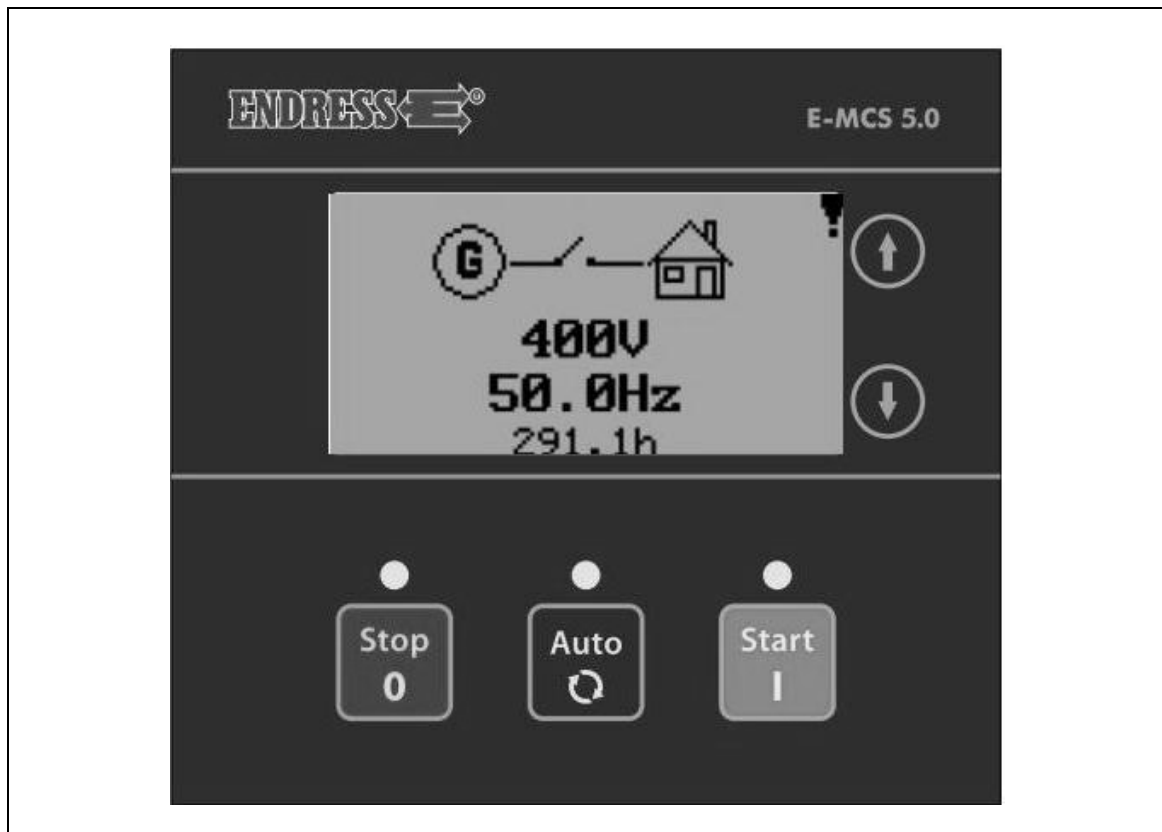 ENDRESS
E-MCS 5.0
!
G
400V
50.0Hz
291.1h
Stop
0
Auto
Start
I